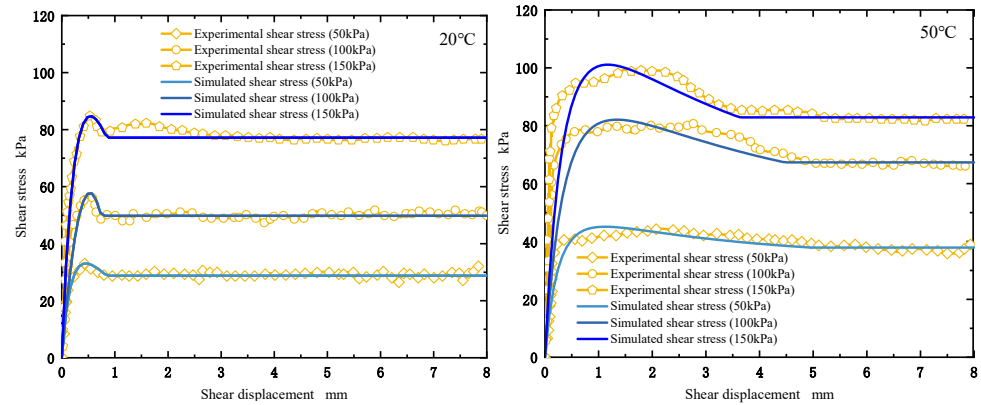 20℃
Experimental shear stress (50kPa)
Experimental shear stress (100kPa)
Experimental shear stress (150kPa)
Simulated shear stress (50kPa)
Simulated shear stress (100kPa)
Simulated shear stress (150kPa)
120
100
80
60
40
20
0
Shear stress kPa
0 1 2 3 4 5 6 7 8
Shear displacement mm
50℃
120
100
80
60
40
20
0
Shear stress kPa
Experimental shear stress (50kPa)
Experimental shear stress (100kPa)
Experimental shear stress (150kPa)
Simulated shear stress (50kPa)
Simulated shear stress (100kPa)
Simulated shear stress (150kPa)
0 1 2 3 4 5 6 7 8
Shear displacement mm